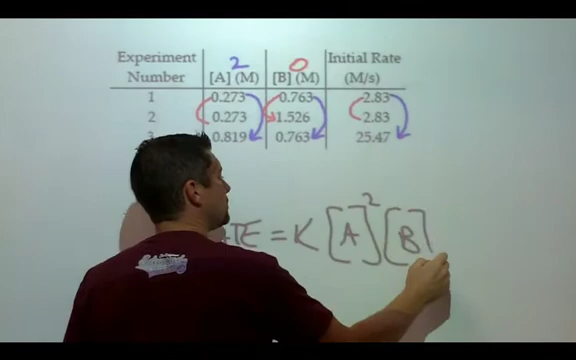 2 0
Experiment Initial Rate
Number [A] (M) [B] (M) (M/s)
1 0.273 0.763 2.83
2. 0.273 1.526 2.83
0.819 0.763 25.47
TE = K [A]² [B]